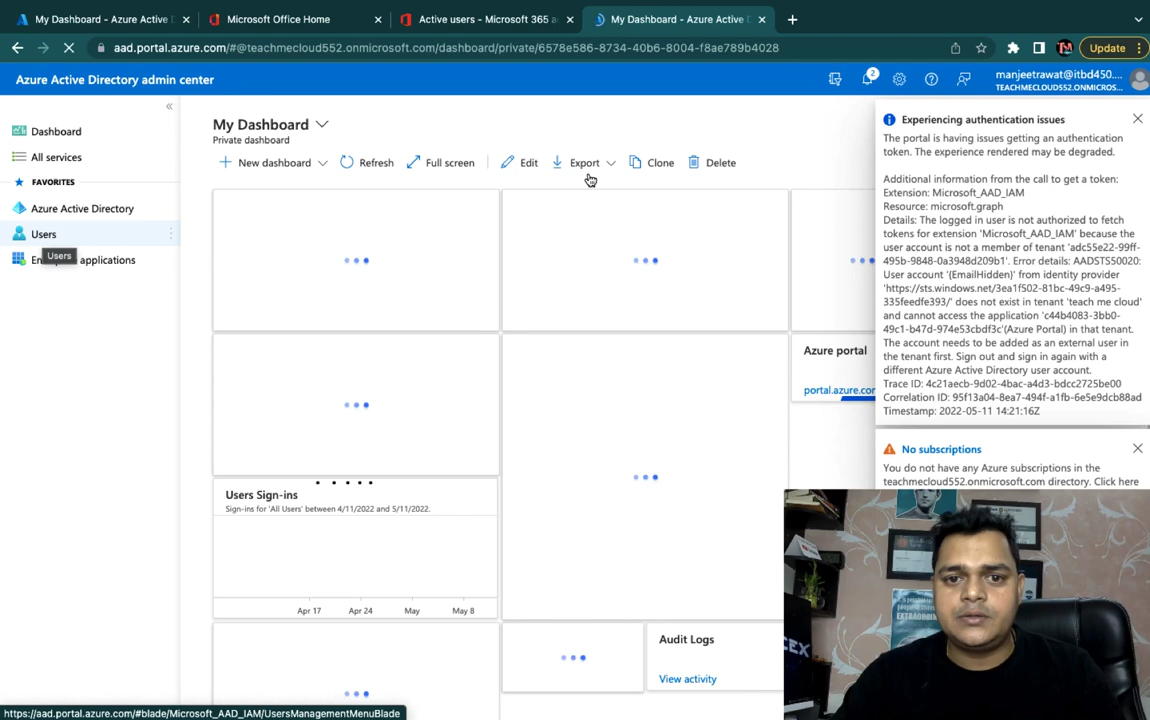 My Dashboard - Azure Active D
Microsoft Office Home
Active users - Microsoft 365 a
My Dashboard - Azure Active D
aad.portal.azure.com/#@teachmecloud552.onmicrosoft.com/dashboard/private/6578e586-8734-40b6-8004-f8ae789b4028
Update
Azure Active Directory admin center
2
manjeetrawat@itbd450....
TEACHMECLOUD552.ONMICROS...
Dashboard
All services
FAVORITES
Azure Active Directory
Users
Users
applications
My Dashboard
Private dashboard
New dashboard
Refresh
Full screen
Edit
Export
Clone
Delete
Users Sign-ins
Sign-ins for 'All Users' between 4/11/2022 and 5/11/2022.
Apr 17
Apr 24
May
May 8
Azure portal
portal.azure.com
Audit Logs
View activity
Experiencing authentication issues
The portal is having issues getting an authentication
token. The experience rendered may be degraded.
Additional information from the call to get a token:
Extension: Microsoft_AAD_IAM
Resource: microsoft.graph
Details: The logged in user is not authorized to fetch
tokens for extension 'Microsoft_AAD_IAM' because the
user account is not a member of tenant 'adc55e22-99ff-
495b-9848-0a3948d209b1'. Error details: AADSTS50020:
User account '(EmailHidden)' from identity provider
'https://sts.windows.net/3ea1f502-81bc-49c9-a495-
335feedfe393/' does not exist in tenant 'teach me cloud'
and cannot access the application 'c44b4083-3bb0-
49c1-b47d-974e53cbdf3c'(Azure Portal) in that tenant.
The account needs to be added as an external user in
the tenant first. Sign out and sign in again with a
different Azure Active Directory user account.
Trace ID: 4c21aecb-9d02-4bac-a4d3-bdcc2725be00
Correlation ID: 95f13a04-8ea7-494f-a1fb-6e5e9dcb88ad
Timestamp: 2022-05-11 14:21:16Z
No subscriptions
You do not have any Azure subscriptions in the
teachmecloud552.onmicrosoft.com directory. Click here
https://aad.portal.azure.com/#blade/Microsoft_AAD_IAM/UsersManagementMenuBlade